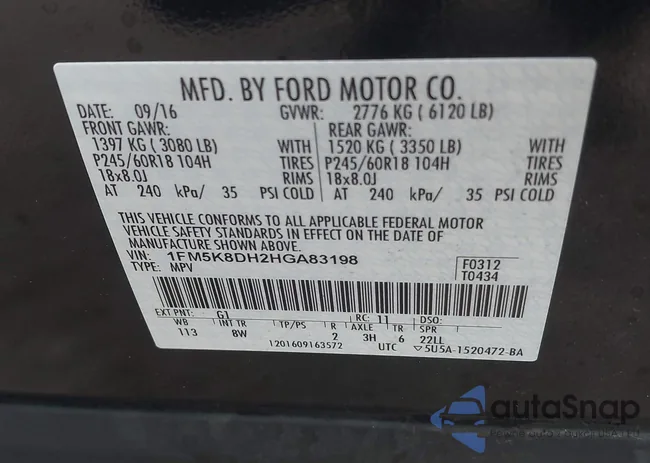 MFD. BY FORD MOTOR CO.
DATE: 09/16 GVWR: 2776 KG ( 6120 LB)
FRONT GAWR: REAR GAWR:
1397 KG ( 3080 LB) WITH 1520 KG ( 3350 LB) WITH
P245/60R18 104H TIRES P245/60R18 104H TIRES
18x8.0J RIMS 18x8.0J RIMS
AT 240 kPa/ 35 PSI COLD AT 240 kPa/ 35 PSI COLD
THIS VEHICLE CONFORMS TO ALL APPLICABLE FEDERAL MOTOR
VEHICLE SAFETY STANDARDS IN EFFECT ON THE DATE OF
MANUFACTURE SHOWN ABOVE.
VIN: 1FM5K8DH2HGA83198 F0312
TYPE: MPV T0434
EXT PNT: G1 RC: 11 DSO:
WB INT TR TP/PS R AXLE TR SPR
113 8W 2 3H 6 22LL
1201609163572 UTC ▽5U5A-1520472-BA
autoSnap